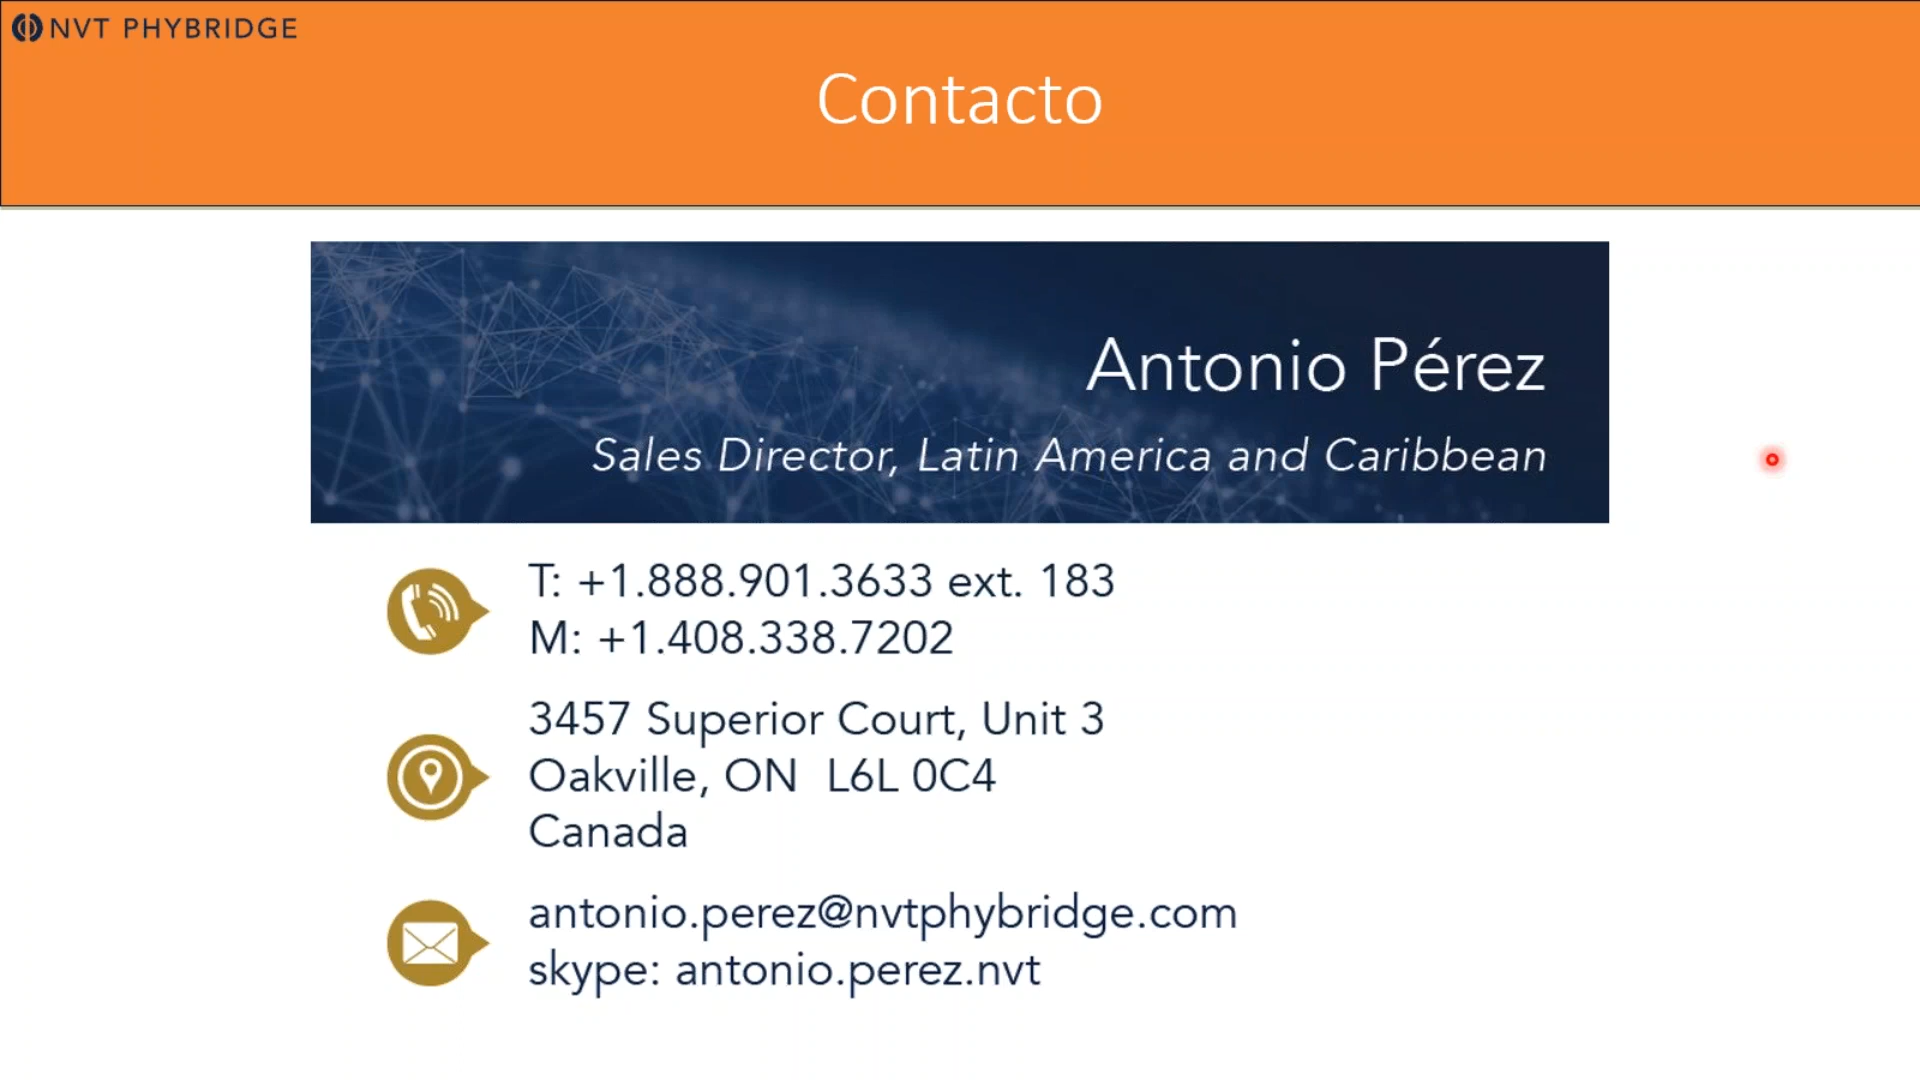 NVT PHYBRIDGE
Contacto
Antonio Pérez
Sales Director, Latin America and Caribbean
T: +1.888.901.3633 ext. 183
M: +1.408.338.7202
3457 Superior Court, Unit 3
Oakville, ON  L6L 0C4
Canada
antonio.perez@nvtphybridge.com
skype: antonio.perez.nvt